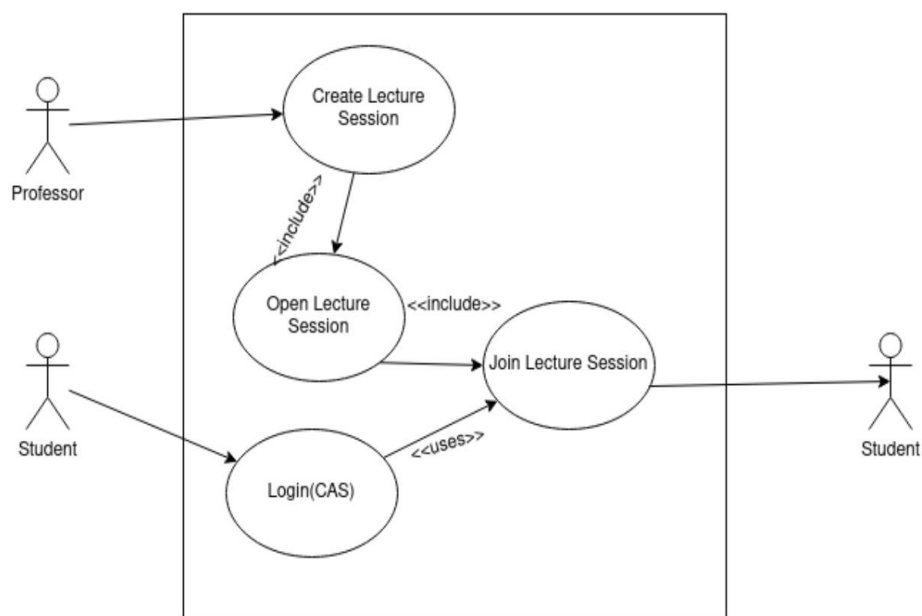 Create Lecture
Session
Professor
<<include>>
Open Lecture
Session
<<include>>
Join Lecture Session
Student
Student
<<uses>>
Login(CAS)